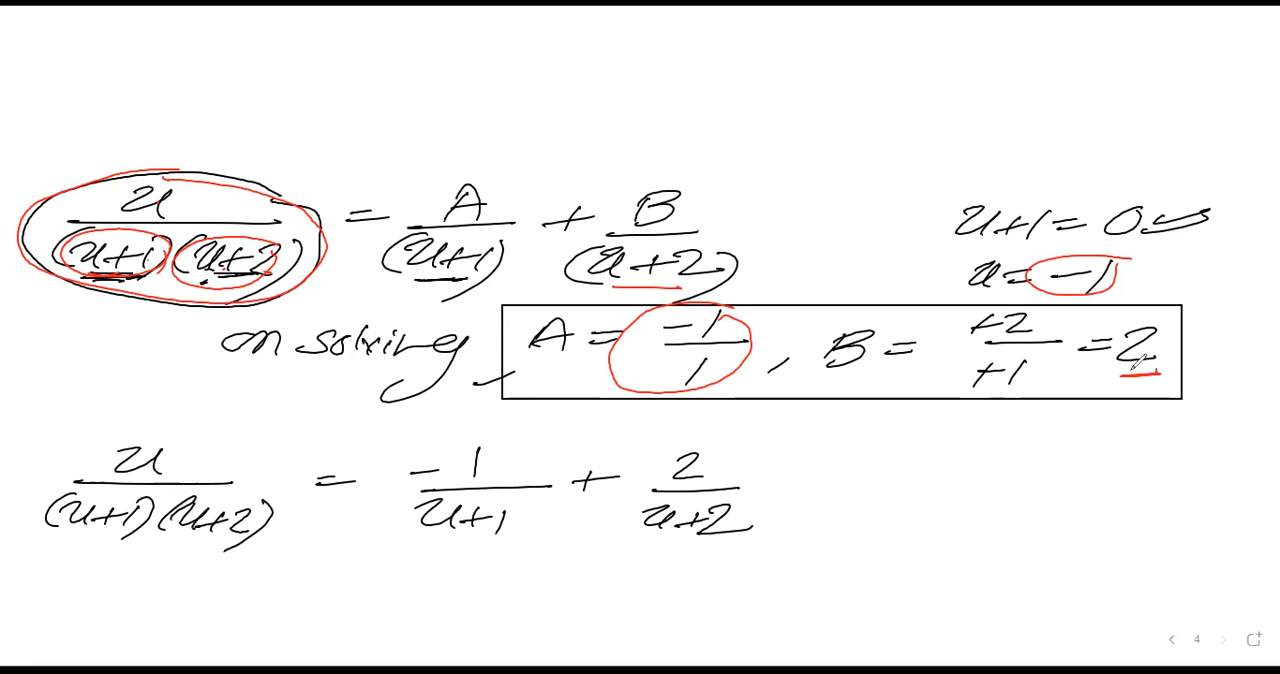 x/((x+1)(x+2)) = A/(x+1) + B/(x+2)
x+1 = 0
x = -1
on solving, A = -1/1, B = +2/+1 = 2
x/((x+1)(x+2)) = -1/(x+1) + 2/(x+2)
4